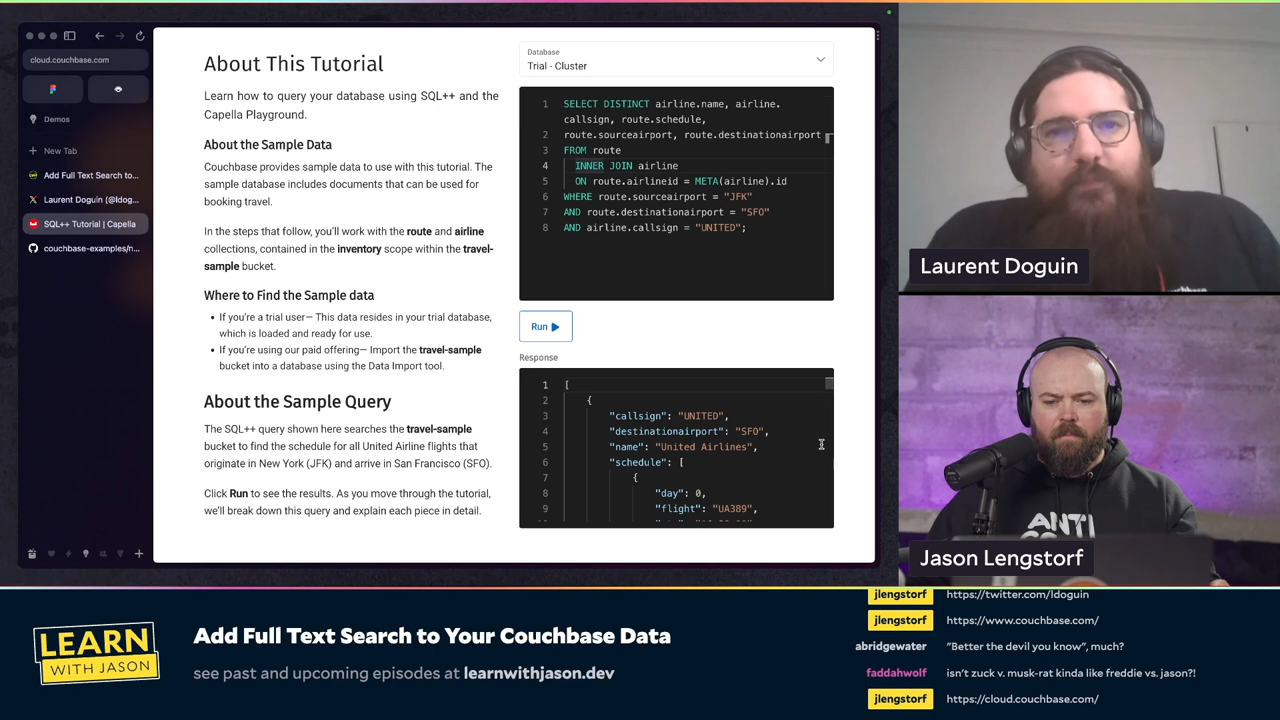 cloud.couchbase.com
Demos
New Tab
Add Full Text Search to...
Laurent Doguin (@ldog...
SQL++ Tutorial | Capella
couchbase-examples/n...
About This Tutorial
Learn how to query your database using SQL++ and the
Capella Playground.
About the Sample Data
Couchbase provides sample data to use with this tutorial. The
sample database includes documents that can be used for
booking travel.
In the steps that follow, you'll work with the route and airline
collections, contained in the inventory scope within the travel-
sample bucket.
Where to Find the Sample data
• If you're a trial user— This data resides in your trial database,
which is loaded and ready for use.
• If you're using our paid offering— Import the travel-sample
bucket into a database using the Data Import tool.
About the Sample Query
The SQL++ query shown here searches the travel-sample
bucket to find the schedule for all United Airline flights that
originate in New York (JFK) and arrive in San Francisco (SFO).
Click Run to see the results. As you move through the tutorial,
we'll break down this query and explain each piece in detail.
Database
Trial - Cluster
1 SELECT DISTINCT airline.name, airline.
callsign, route.schedule,
2 route.sourceairport, route.destinationairport
3 FROM route
4 INNER JOIN airline
5 ON route.airlineid = META(airline).id
6 WHERE route.sourceairport = "JFK"
7 AND route.destinationairport = "SFO"
8 AND airline.callsign = "UNITED";
Run
Response
1 [
2 {
3 "callsign": "UNITED",
4 "destinationairport": "SFO",
5 "name": "United Airlines",
6 "schedule": [
7 {
8 "day": 0,
9 "flight": "UA389",
Laurent Doguin
ANTI
Jason Lengstorf
LEARN
WITH JASON
Add Full Text Search to Your Couchbase Data
see past and upcoming episodes at learnwithjason.dev
jlengstorf https://twitter.com/ldoguin
jlengstorf https://www.couchbase.com/
abridgewater "Better the devil you know", much?
faddahwolf isn't zuck v. musk-rat kinda like freddie vs. jason?!
jlengstorf https://cloud.couchbase.com/